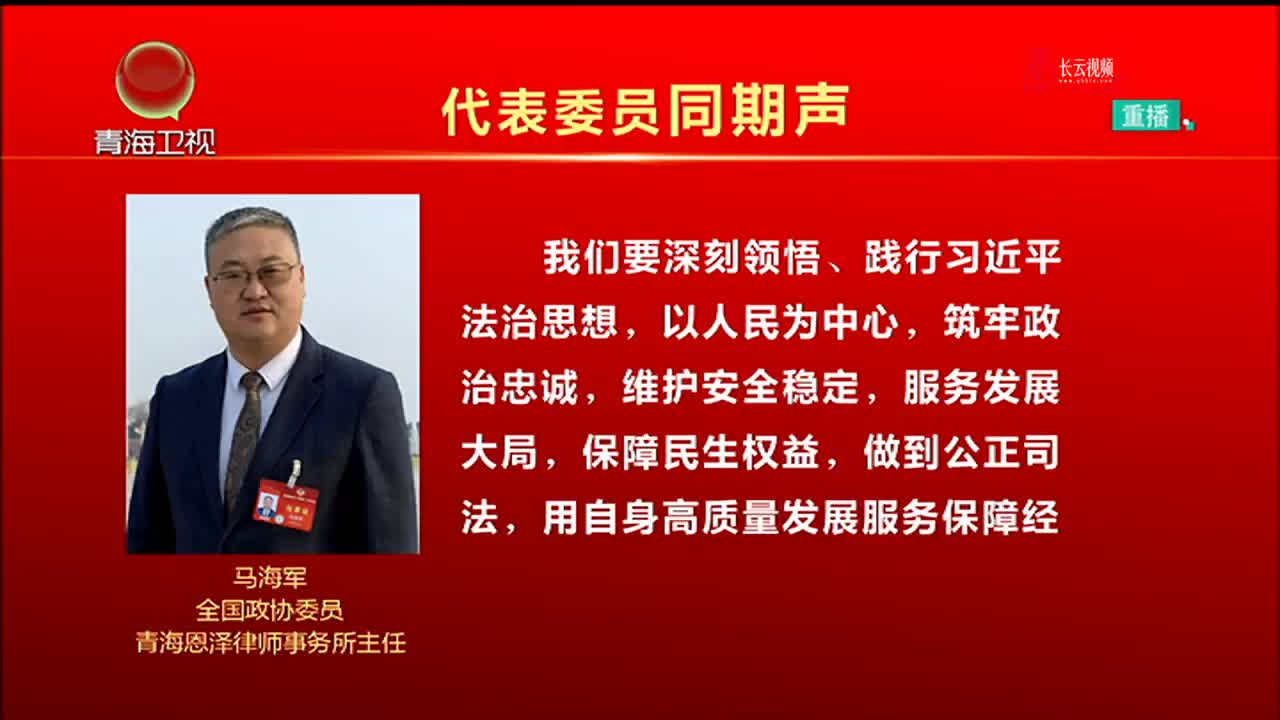 长云视频
代表委员同期声
重播
青海卫视
我们要深刻领悟、践行习近平
法治思想，以人民为中心，筑牢政
治忠诚，维护安全稳定，服务发展
大局，保障民生权益，做到公正司
法，用自身高质量发展服务保障经
马海军
全国政协委员
青海恩泽律师事务所主任